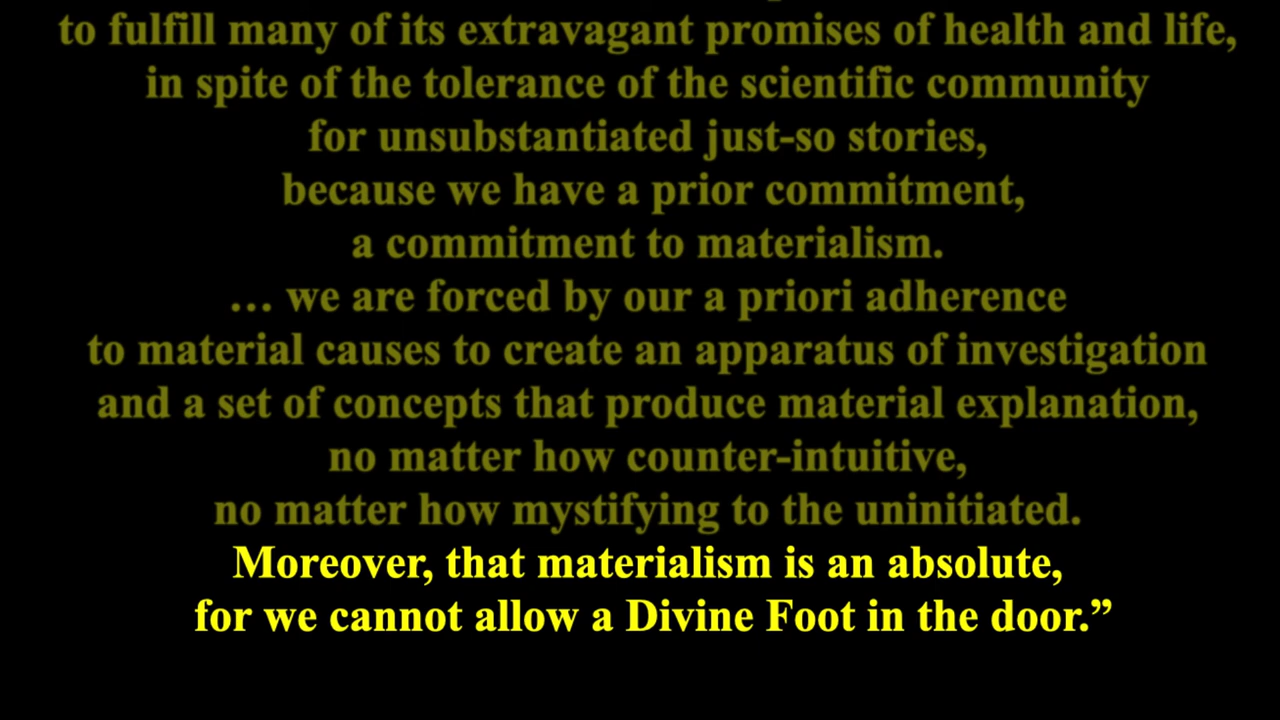 to fulfill many of its extravagant promises of health and life,
in spite of the tolerance of the scientific community
for unsubstantiated just-so stories,
because we have a prior commitment,
a commitment to materialism.
… we are forced by our a priori adherence
to material causes to create an apparatus of investigation
and a set of concepts that produce material explanation,
no matter how counter-intuitive,
no matter how mystifying to the uninitiated.
Moreover, that materialism is an absolute,
for we cannot allow a Divine Foot in the door.”